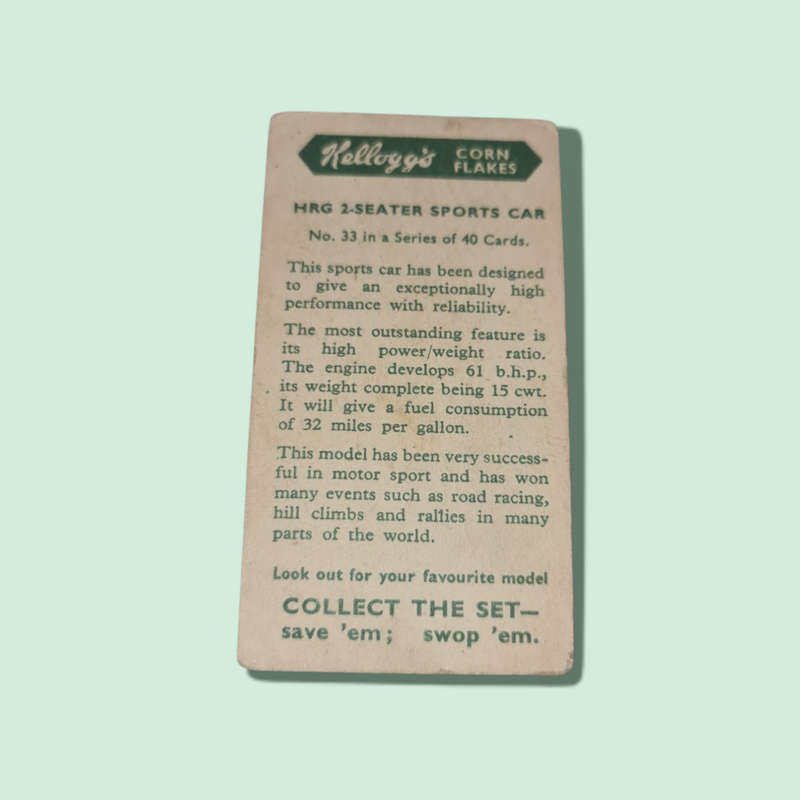 Kellogg's CORN FLAKES
HRG 2-SEATER SPORTS CAR
No. 33 in a Series of 40 Cards.
This sports car has been designed
to give an exceptionally high
performance with reliability.
The most outstanding feature is
its high power/weight ratio.
The engine develops 61 b.h.p.,
its weight complete being 15 cwt.
It will give a fuel consumption
of 32 miles per gallon.
This model has been very success-
ful in motor sport and has won
many events such as road racing,
hill climbs and rallies in many
parts of the world.
Look out for your favourite model
COLLECT THE SET—
save 'em; swop 'em.